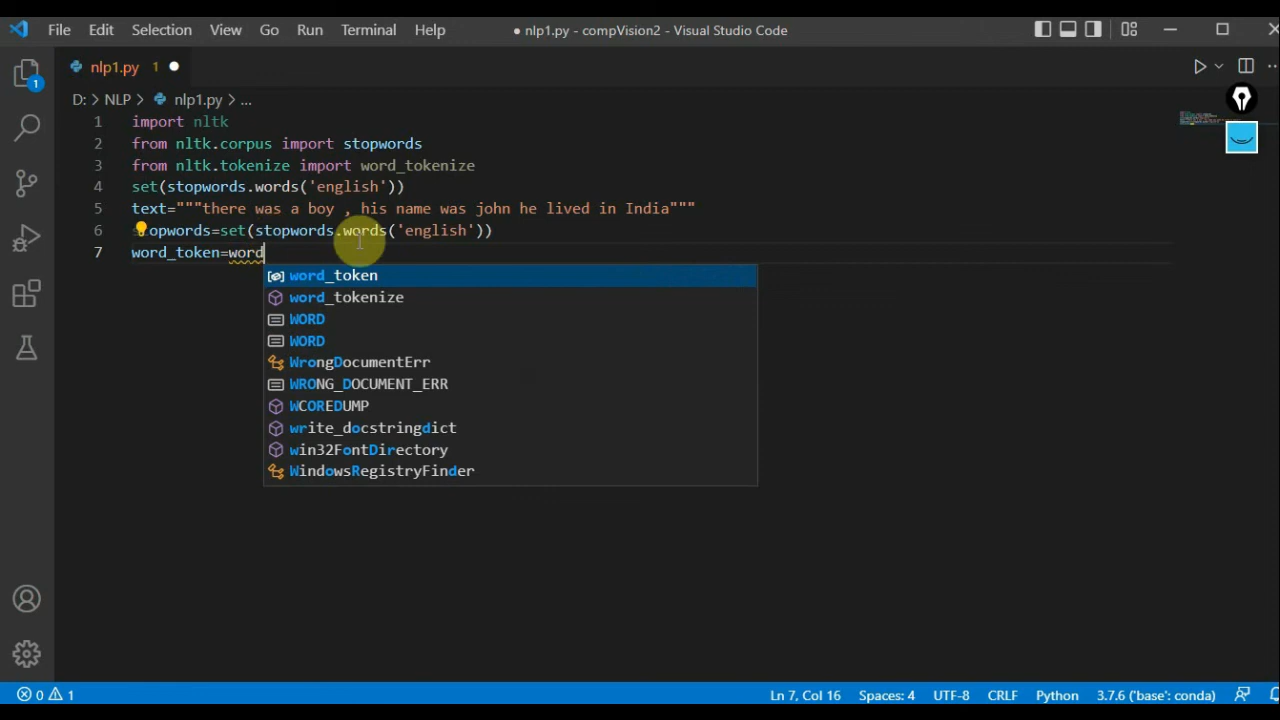 File Edit Selection View Go Run Terminal Help
● nlp1.py - compVision2 - Visual Studio Code
1
nlp1.py 1
D: > NLP > nlp1.py > ...
1 import nltk
2 from nltk.corpus import stopwords
3 from nltk.tokenize import word_tokenize
4 set(stopwords.words('english'))
5 text="""there was a boy , his name was john he lived in India"""
6 opwords=set(stopwords.words('english'))
7 word_token=word
word_token
word_tokenize
WORD
WORD
WrongDocumentErr
WRONG_DOCUMENT_ERR
WCOREDUMP
write_docstringdict
win32FontDirectory
WindowsRegistryFinder
0 1 Ln 7, Col 16 Spaces: 4 UTF-8 CRLF Python 3.7.6 ('base': conda)